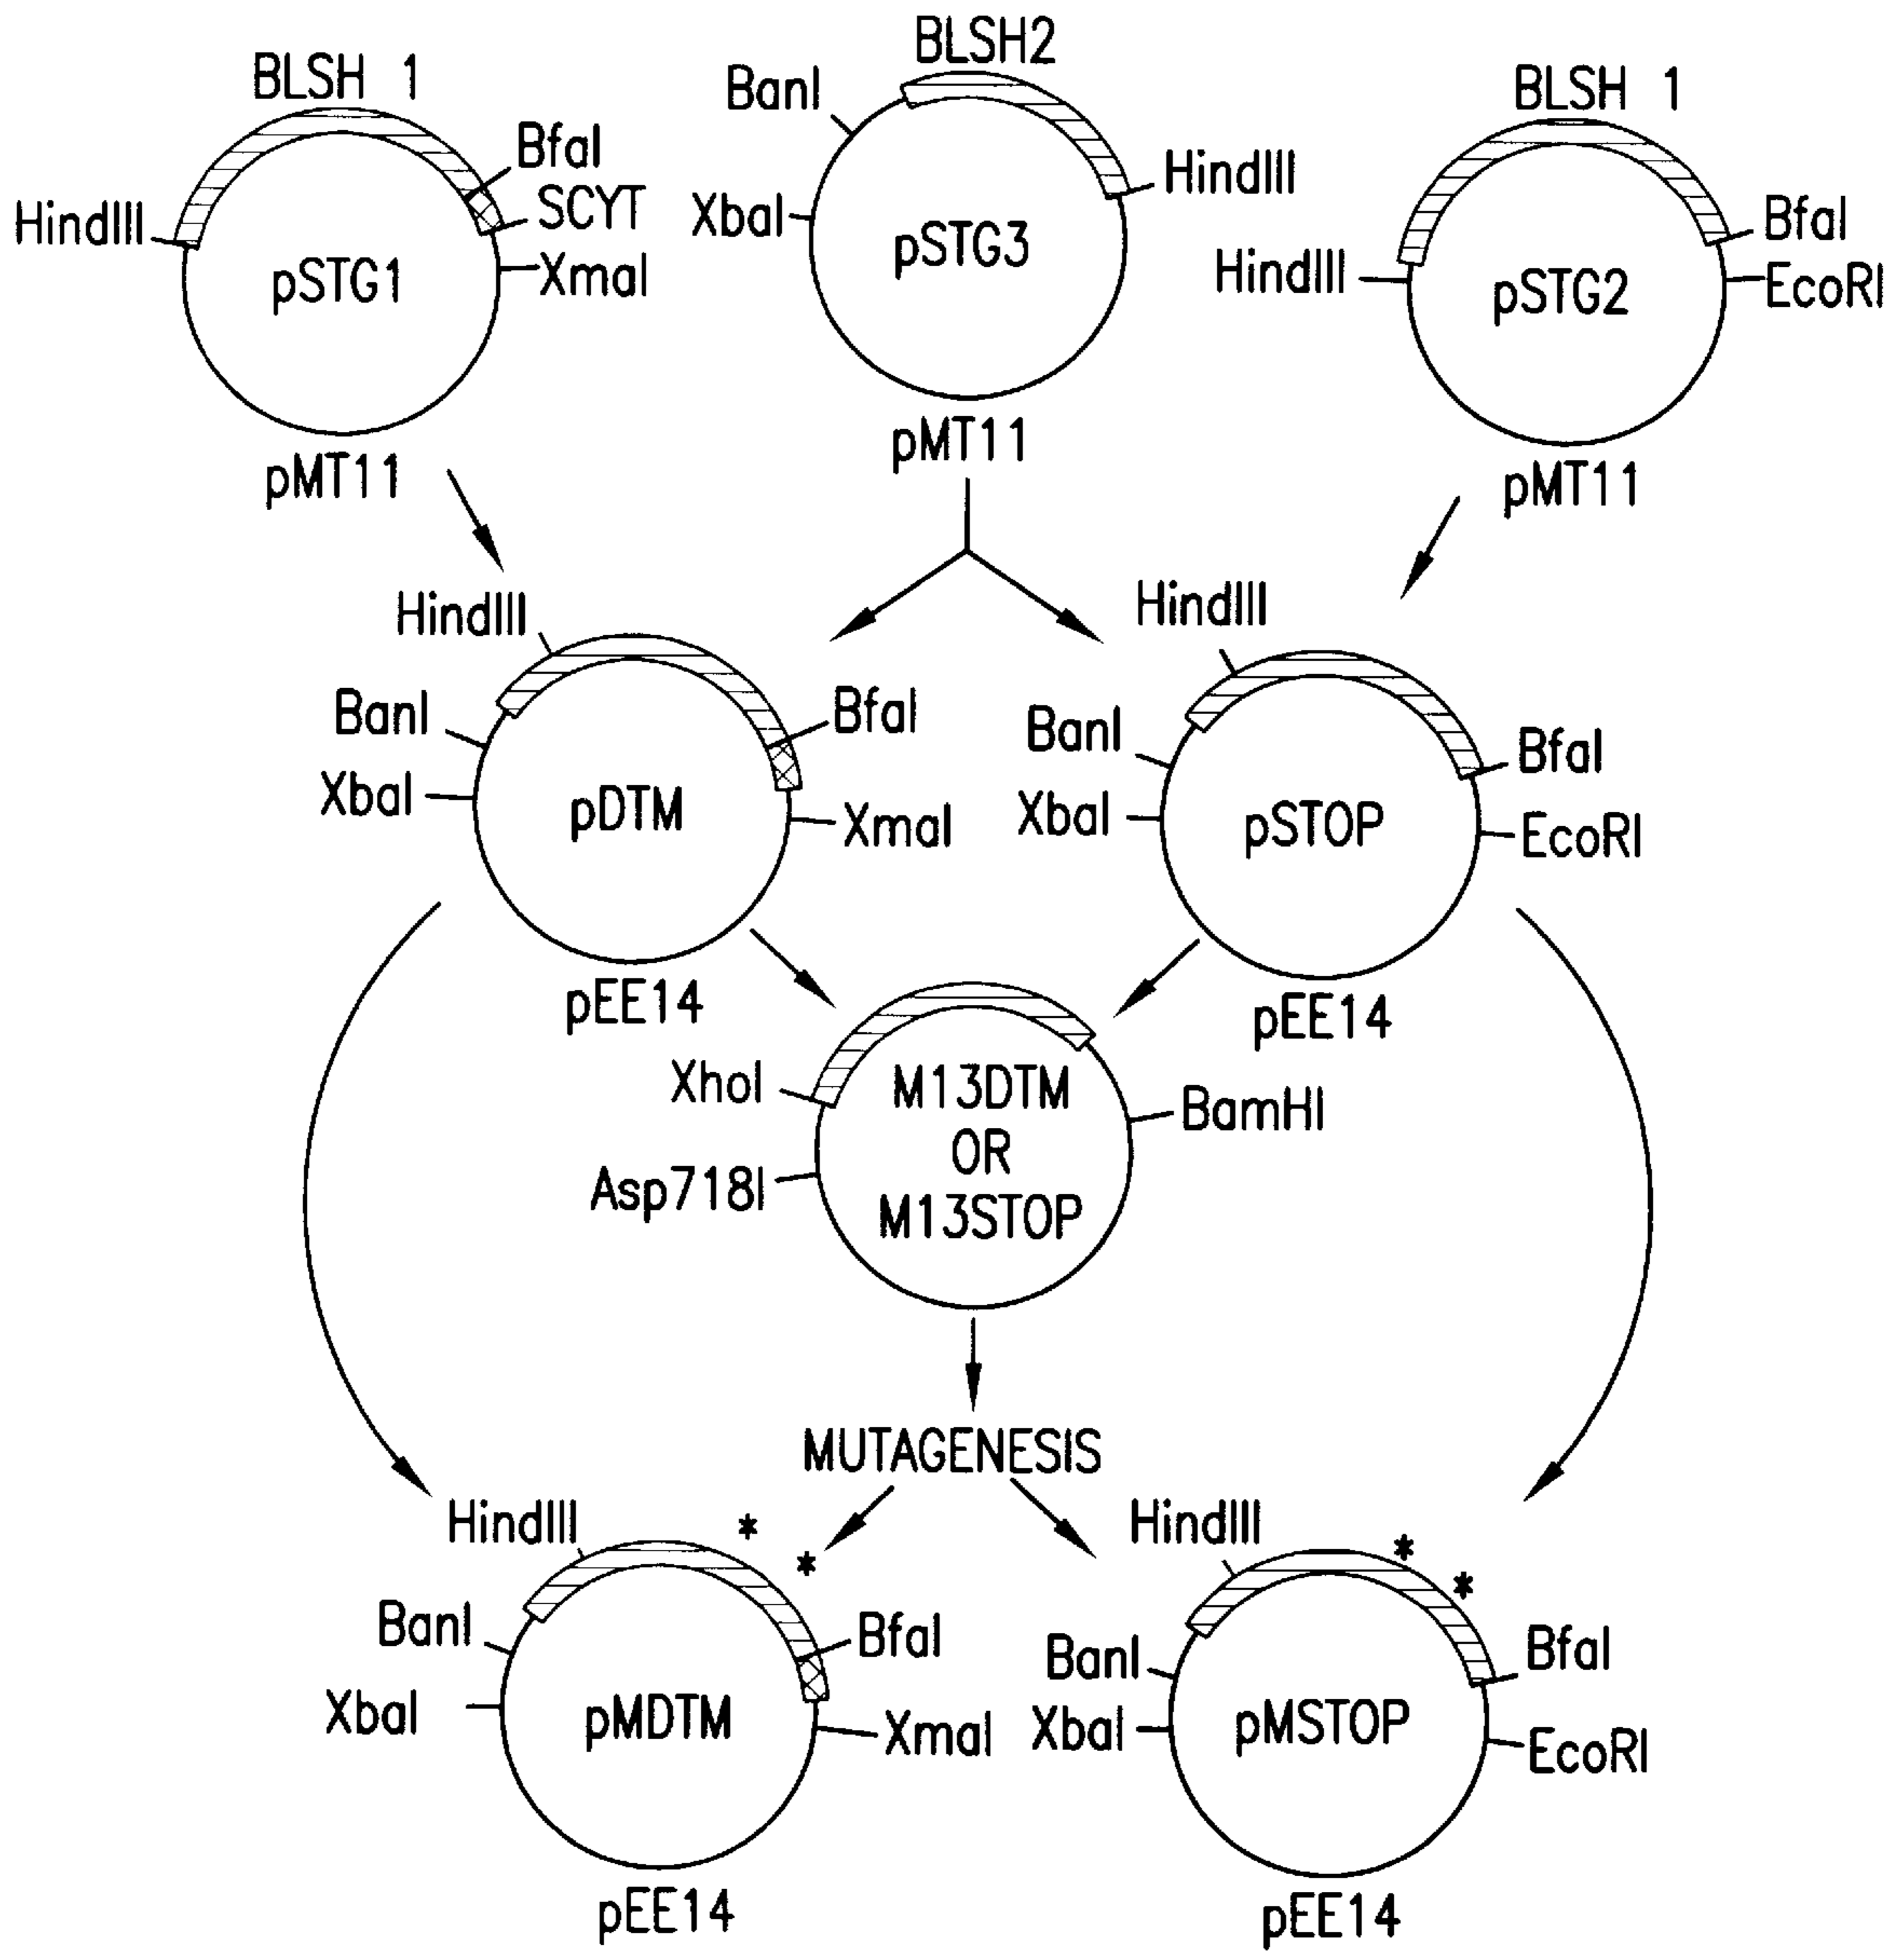 BLSH 1
BfaI
SCYT
HindIII
XmaI
pSTG1
pMT11
BLSH2
BanI
HindIII
XbaI
pSTG3
pMT11
BLSH 1
BfaI
HindIII
EcoRI
pSTG2
pMT11
HindIII
BanI
BfaI
XbaI
pDTM
XmaI
pEE14
HindIII
BanI
BfaI
XbaI
pSTOP
EcoRI
pEE14
XhoI
M13DTM
OR
M13STOP
BamHI
Asp718I
MUTAGENESIS
HindIII
*
*
BanI
BfaI
XbaI
pMDTM
XmaI
pEE14
HindIII
*
*
BanI
BfaI
XbaI
pMSTOP
EcoRI
pEE14